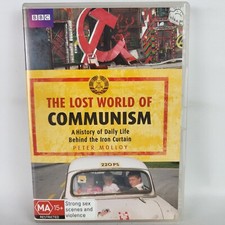 BBC
THE LOST WORLD OF
COMMUNISM
A History of Daily Life
Behind the Iron Curtain
PETER MOLLOY
MA 15+
RESTRICTED
Strong sex
scenes and
violence